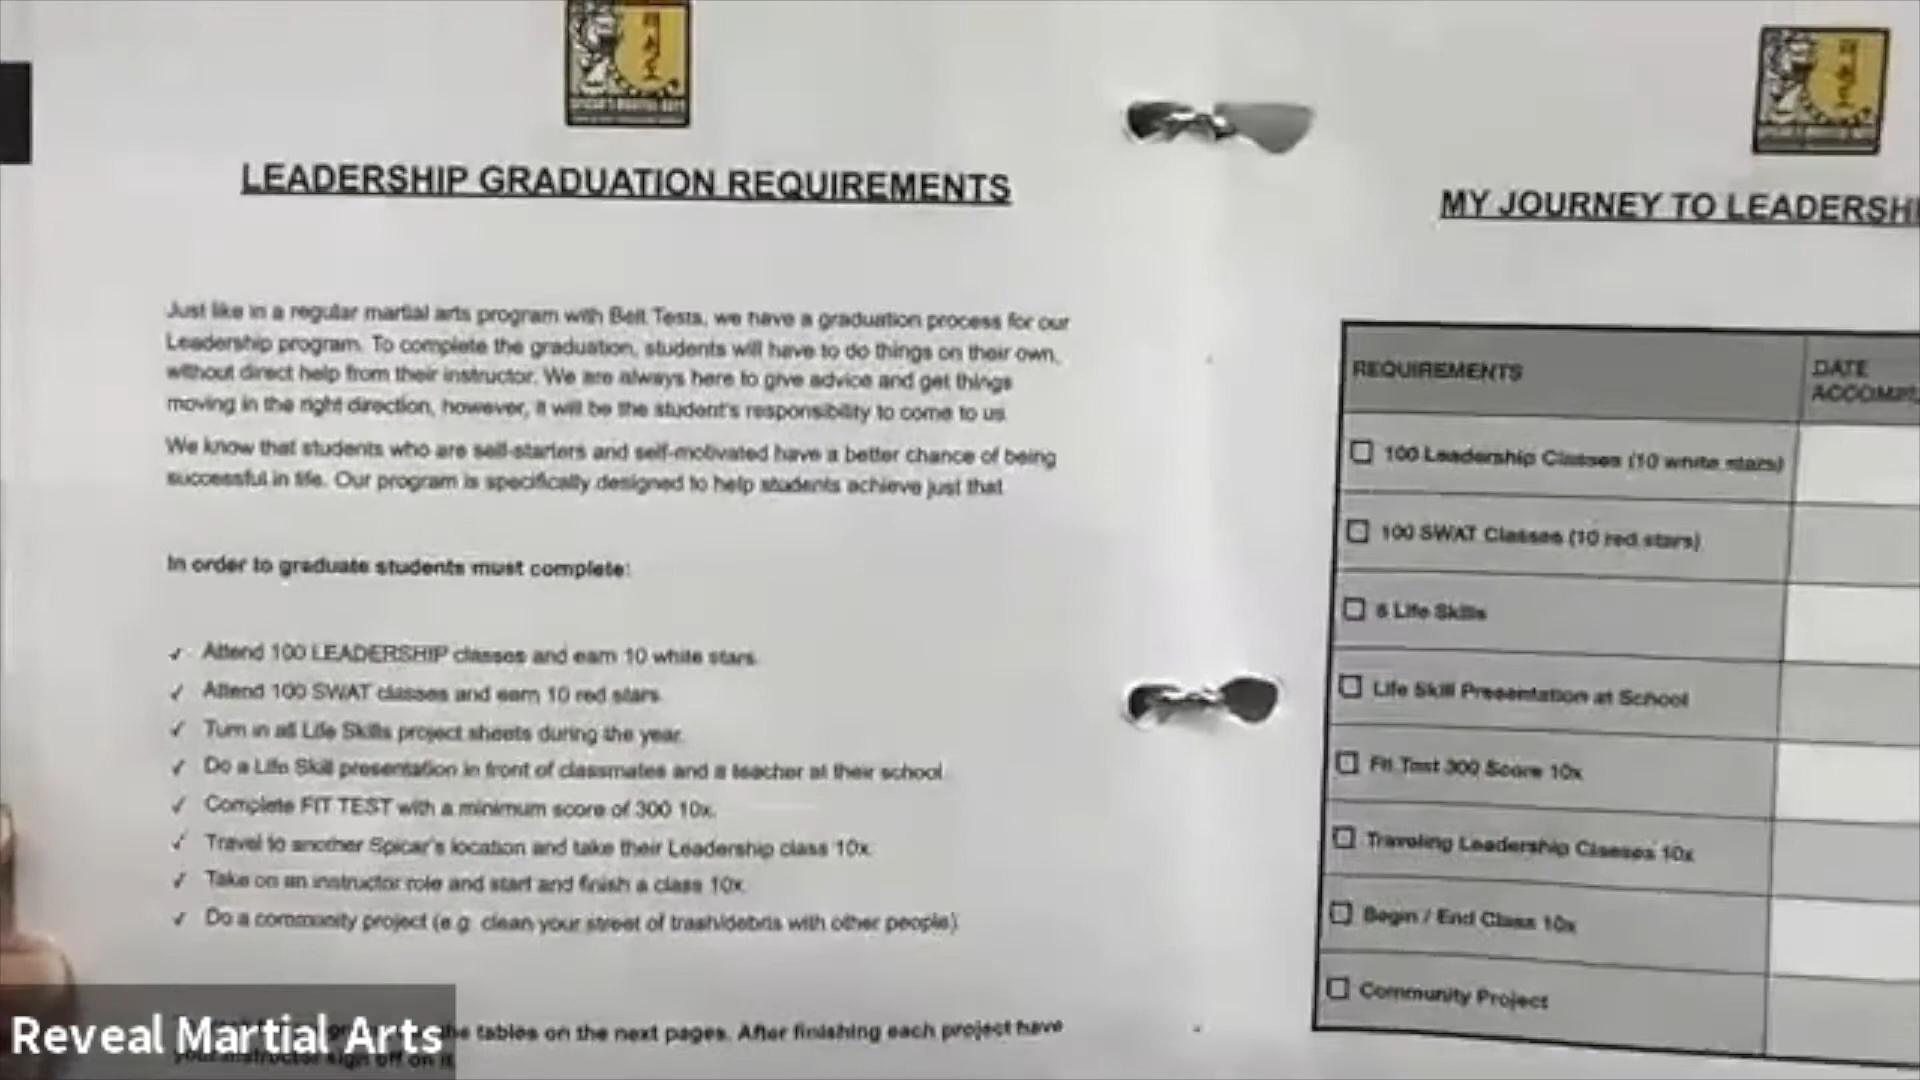 SPICAR'S MARTIAL ARTS
LEADERSHIP GRADUATION REQUIREMENTS
Just like in a regular martial arts program with Belt Tests, we have a graduation process for our
Leadership program. To complete the graduation, students will have to do things on their own,
without direct help from their instructor. We are always here to give advice and get things
moving in the right direction, however, it will be the student's responsibility to come to us
We know that students who are self-starters and self-motivated have a better chance of being
successful in life. Our program is specifically designed to help students achieve just that
In order to graduate students must complete:
✓ Attend 100 LEADERSHIP classes and earn 10 white stars.
✓ Attend 100 SWAT classes and earn 10 red stars.
✓ Turn in all Life Skills project sheets during the year.
✓ Do a Life Skill presentation in front of classmates and a teacher at their school
✓ Complete FIT TEST with a minimum score of 300 10x.
✓ Travel to another Spicar's location and take their Leadership class 10x.
✓ Take on an instructor role and start and finish a class 10x.
✓ Do a community project (e.g. clean your street of trash/debris with other people)
the tables on the next pages. After finishing each project have
your instructor sign off on it
MY JOURNEY TO LEADERSHI
REQUIREMENTS
DATE
ACCOMPL
☐ 100 Leadership Classes (10 white stars)
☐ 100 SWAT Classes (10 red stars)
☐ 6 Life Skills
☐ Life Skill Presentation at School
☐ Fit Test 300 Score 10x
☐ Traveling Leadership Classes 10x
☐ Begin / End Class 10x
☐ Community Project
Reveal Martial Arts